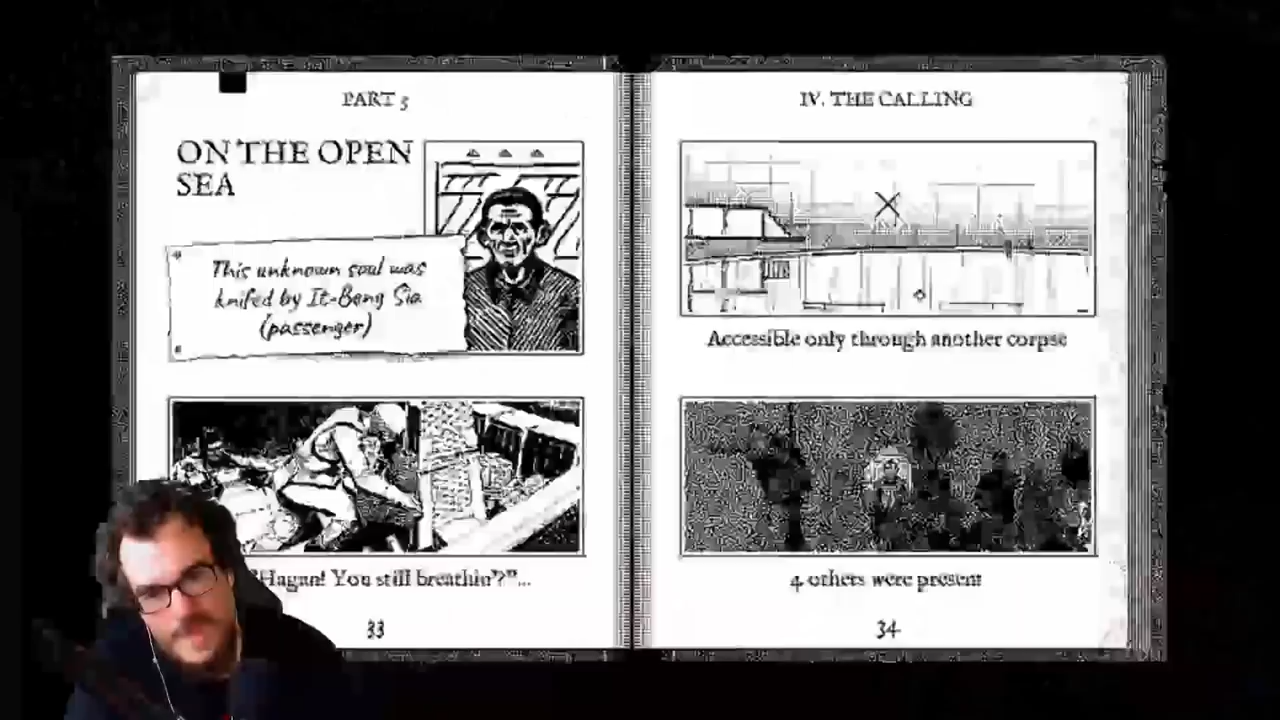 PART 5
ON THE OPEN
SEA
This unknown soul was
knifed by It-Beng Sia
(passenger)
"Hagan! You still breathin'?"...
33
IV. THE CALLING
Accessible only through another corpse
4 others were present
34